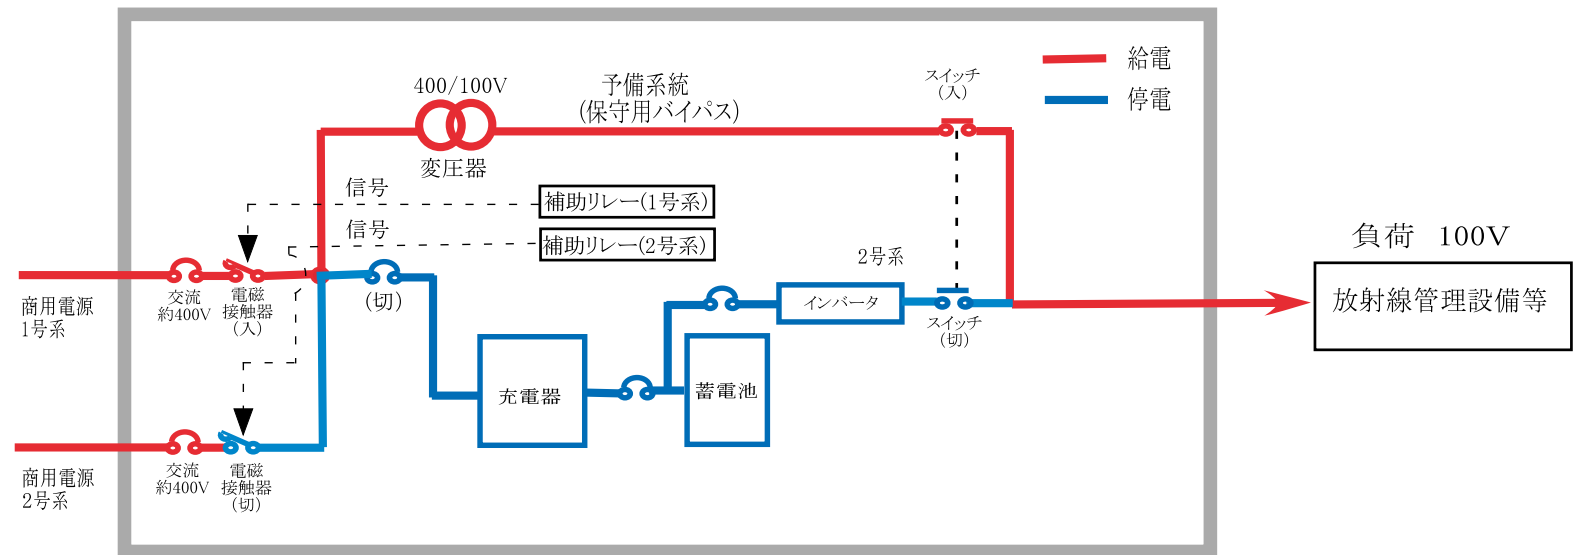 給電
停電
400/100V
予備系統
(保守用バイパス)
スイッチ
(入)
変圧器
信号
補助リレー(1号系)
信号
補助リレー(2号系)
負荷 100V
放射線管理設備等
2号系
インバータ
スイッチ
(切)
商用電源
1号系
交流
約400V
電磁
接触器
(入)
(切)
充電器
蓄電池
商用電源
2号系
交流
約400V
電磁
接触器
(切)